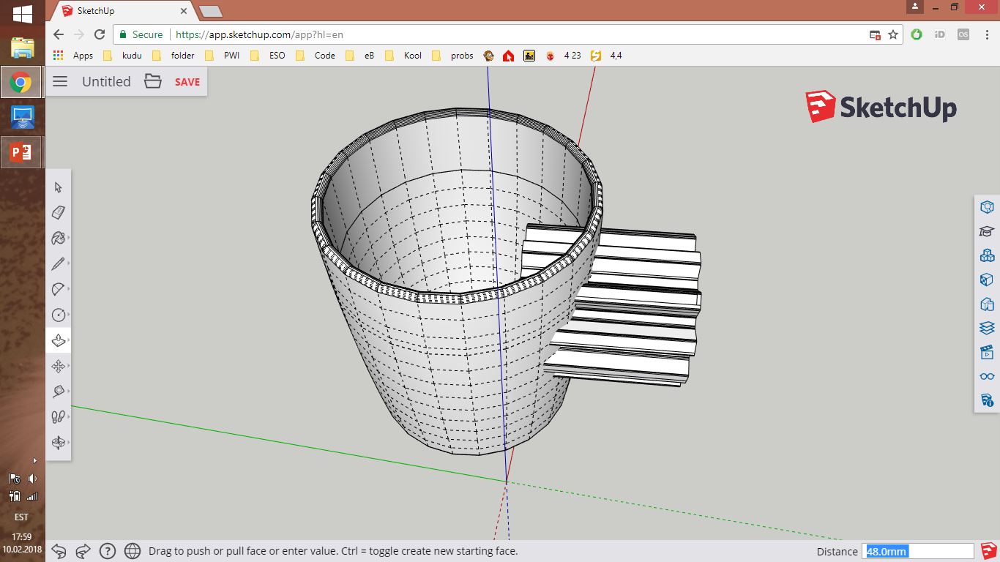 SketchUp
Secure https://app.sketchup.com/app?hl=en
iD
OS
Apps kudu folder PWI ESO Code eB Kool probs 4 23 4,4
Untitled SAVE
SketchUp
P
EST
17:59
10.02.2018
Drag to push or pull face or enter value. Ctrl = toggle create new starting face. Distance 48.0mm